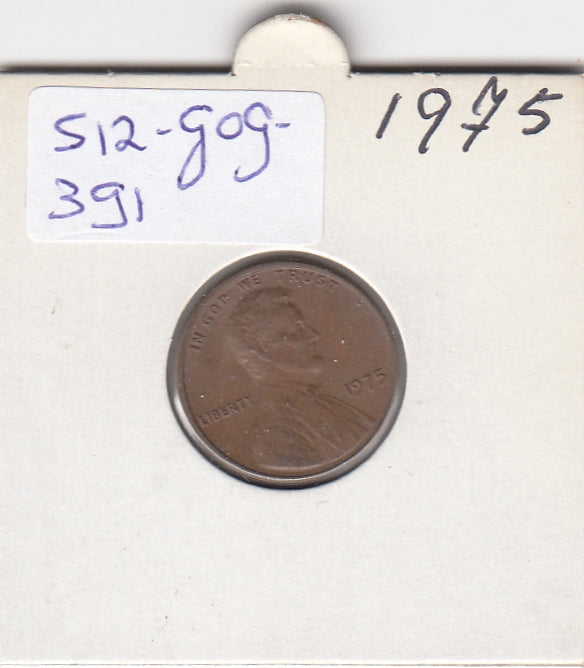 1975
512-909-
391
IN GOD WE TRUST
LIBERTY
1975